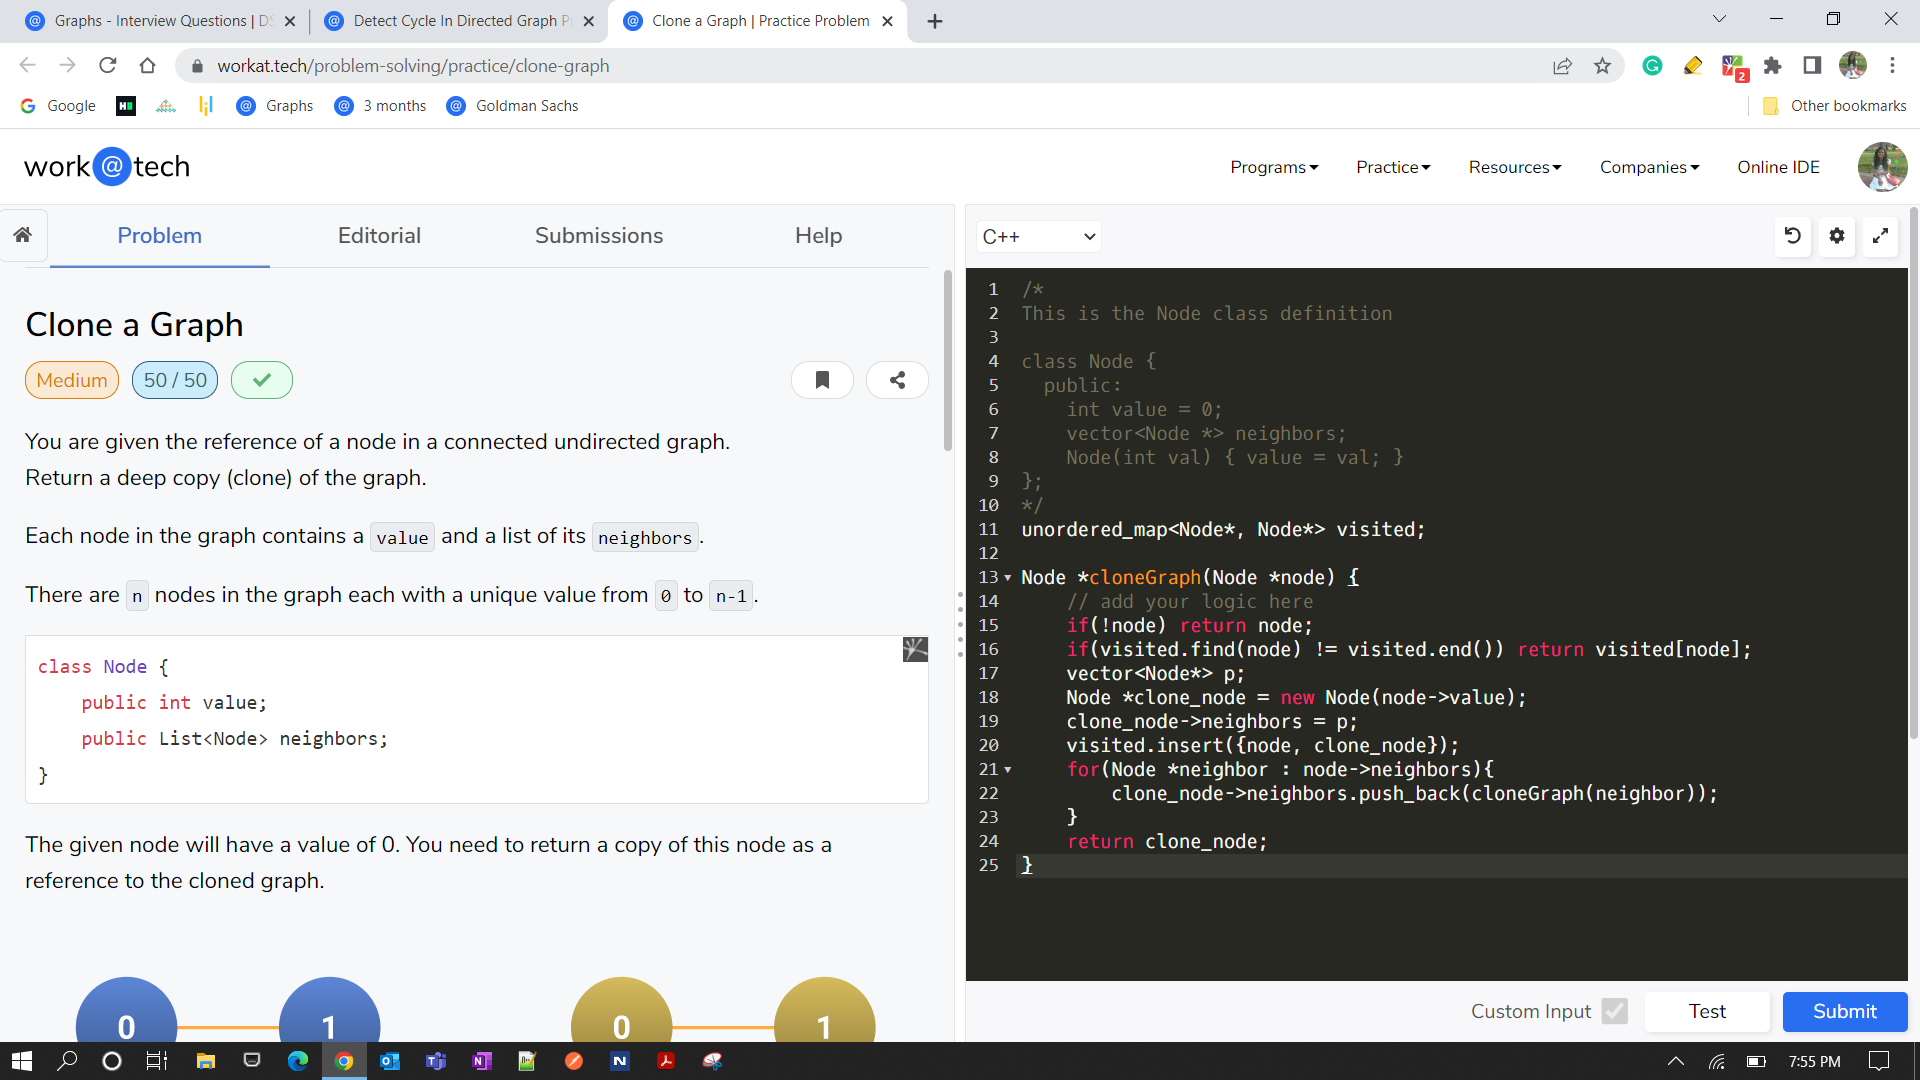 Graphs - Interview Questions | DS
Detect Cycle In Directed Graph P
Clone a Graph | Practice Problem
workat.tech/problem-solving/practice/clone-graph
2
Google
Graphs
3 months
Goldman Sachs
Other bookmarks
work@tech
Programs
Practice
Resources
Companies
Online IDE
Problem
Editorial
Submissions
Help
Clone a Graph
Medium
50 / 50
You are given the reference of a node in a connected undirected graph.
Return a deep copy (clone) of the graph.
Each node in the graph contains a value and a list of its neighbors.
There are n nodes in the graph each with a unique value from 0 to n-1.
class Node {
    public int value;
    public List<Node> neighbors;
}
The given node will have a value of 0. You need to return a copy of this node as a
reference to the cloned graph.
0 1 0 1
C++
1 /*
2 This is the Node class definition
3
4 class Node {
5   public:
6     int value = 0;
7     vector<Node *> neighbors;
8     Node(int val) { value = val; }
9 };
10 */
11 unordered_map<Node*, Node*> visited;
12
13 Node *cloneGraph(Node *node) {
14     // add your logic here
15     if(!node) return node;
16     if(visited.find(node) != visited.end()) return visited[node];
17     vector<Node*> p;
18     Node *clone_node = new Node(node->value);
19     clone_node->neighbors = p;
20     visited.insert({node, clone_node});
21     for(Node *neighbor : node->neighbors){
22         clone_node->neighbors.push_back(cloneGraph(neighbor));
23     }
24     return clone_node;
25 }
Custom Input
Test
Submit
7:55 PM